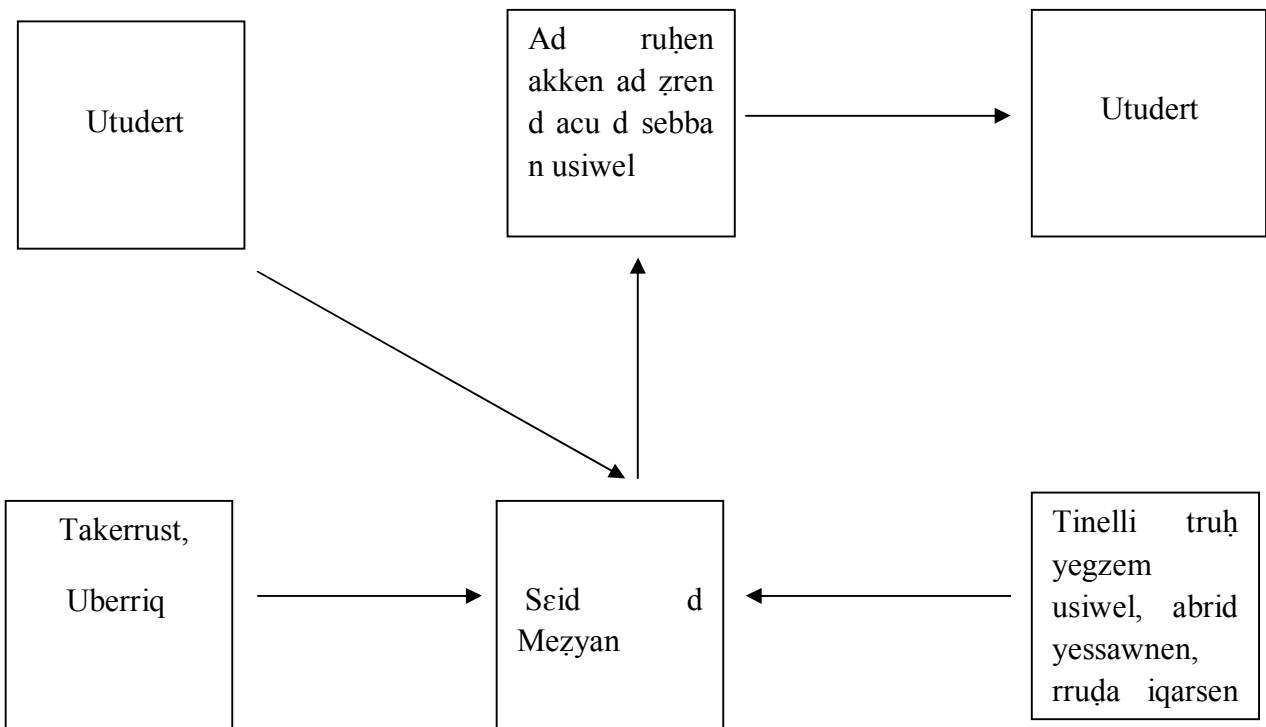 Utudert
Ad ruḥen
akken ad ẓren
d acu d sebba
n usiwel
Utudert
Takerrust,
Uberriq
Sɛid d
Meẓyan
Tinelli truḥ
yegzem
usiwel, abrid
yessawnen,
rruḍa iqarsen